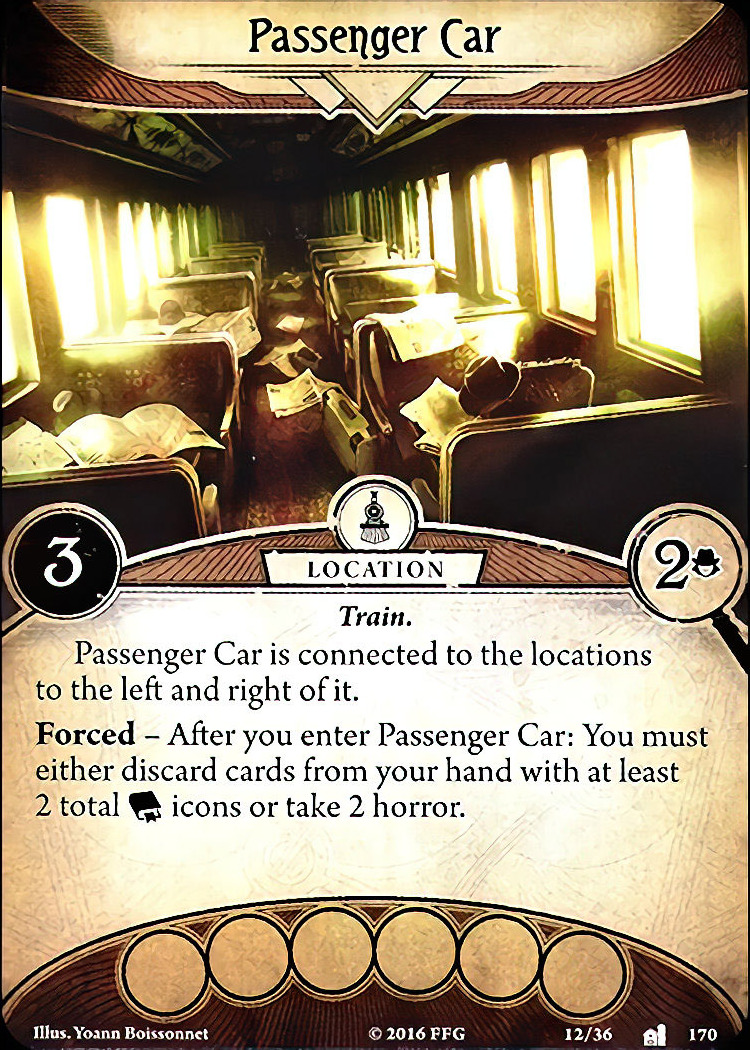 Passenger Car
3
2
LOCATION
Train.
Passenger Car is connected to the locations
to the left and right of it.
Forced – After you enter Passenger Car: You must
either discard cards from your hand with at least
2 total icons or take 2 horror.
Illus. Yoann Boissonnet
© 2016 FFG
12/36
170